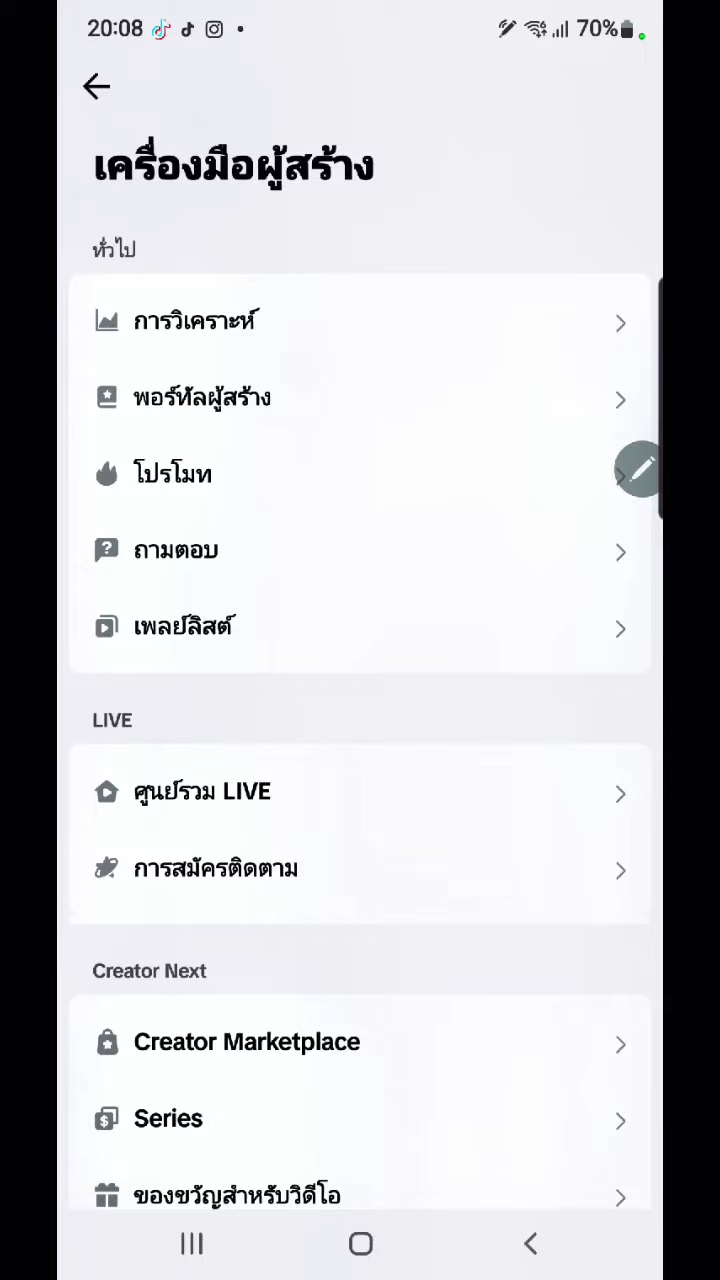 20:08 70%
เครื่องมือผู้สร้าง
ทั่วไป
การวิเคราะห์
พอร์ทัลผู้สร้าง
โปรโมท
ถามตอบ
เพลย์ลิสต์
LIVE
ศูนย์รวม LIVE
การสมัครติดตาม
Creator Next
Creator Marketplace
Series
ของขวัญสำหรับวิดีโอ